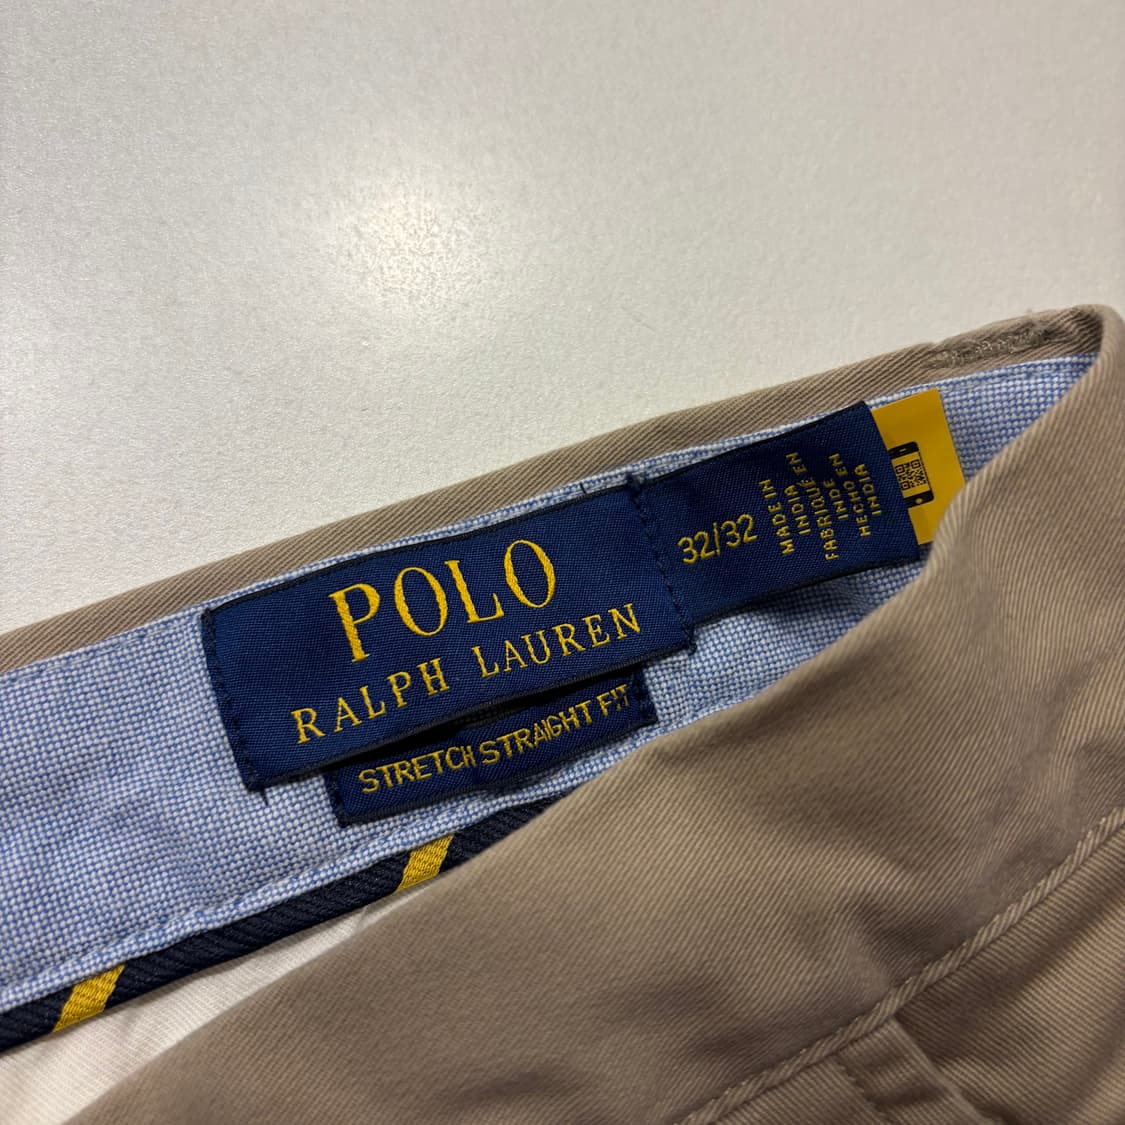 POLO
RALPH LAUREN
STRETCH STRAIGHT FIT
32/32
MADE IN
INDIA
FABRIQUÉ EN
INDE
HECHO EN
INDIA